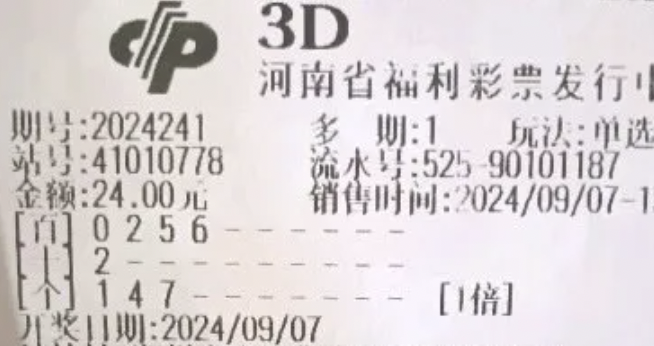 3D
河南省福利彩票发行
期号:2024241 多 期:1 玩法:单选
站号:41010778 流水号:525-90101187
金额:24.00元 销售时间:2024/09/07-1
[百] 0 2 5 6 - - - - - -
[十] 2 - - - - - - - - -
[个] 1 4 7 - - - - - - - [1倍]
开奖日期:2024/09/07